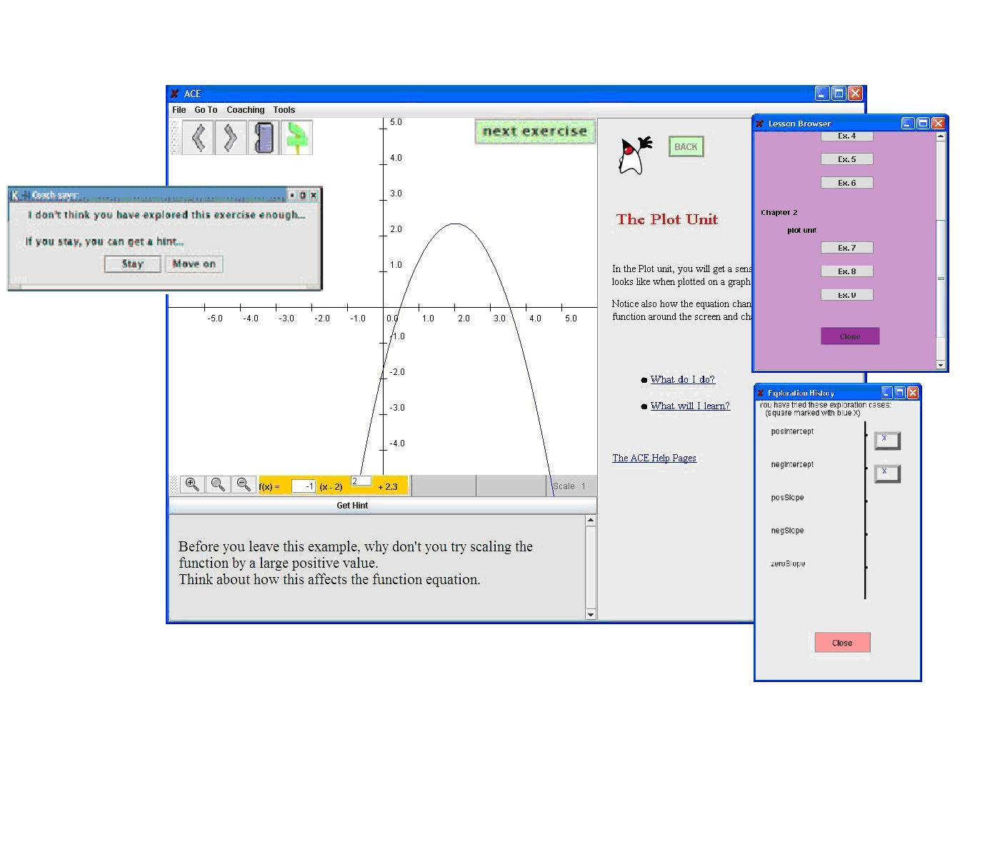 ACE
File Go To Coaching Tools
next exercise
5.0
4.0
3.0
2.0
1.0
-5.0 -4.0 -3.0 -2.0 -1.0 0.0 1.0 2.0 3.0 4.0 5.0
-1.0
-2.0
-3.0
-4.0
f(x) = -1 (x - 2) 2 + 2.3
Scale 1
Get Hint
Before you leave this example, why don't you try scaling the
function by a large positive value.
Think about how this affects the function equation.
Coach says:
I don't think you have explored this exercise enough...
If you stay, you can get a hint...
Stay Move on
BACK
The Plot Unit
In the Plot unit, you will get a sens
looks like when plotted on a graph
Notice also how the equation chan
function around the screen and cha
What do I do?
What will I learn?
The ACE Help Pages
Lesson Browser
Ex. 4
Ex. 5
Ex. 6
Chapter 2
plot unit
Ex. 7
Ex. 8
Ex. 9
Close
Exploration History
You have tried these exploration cases:
(square marked with blue X)
posIntercept X
negIntercept X
posSlope
negSlope
zeroSlope
Close